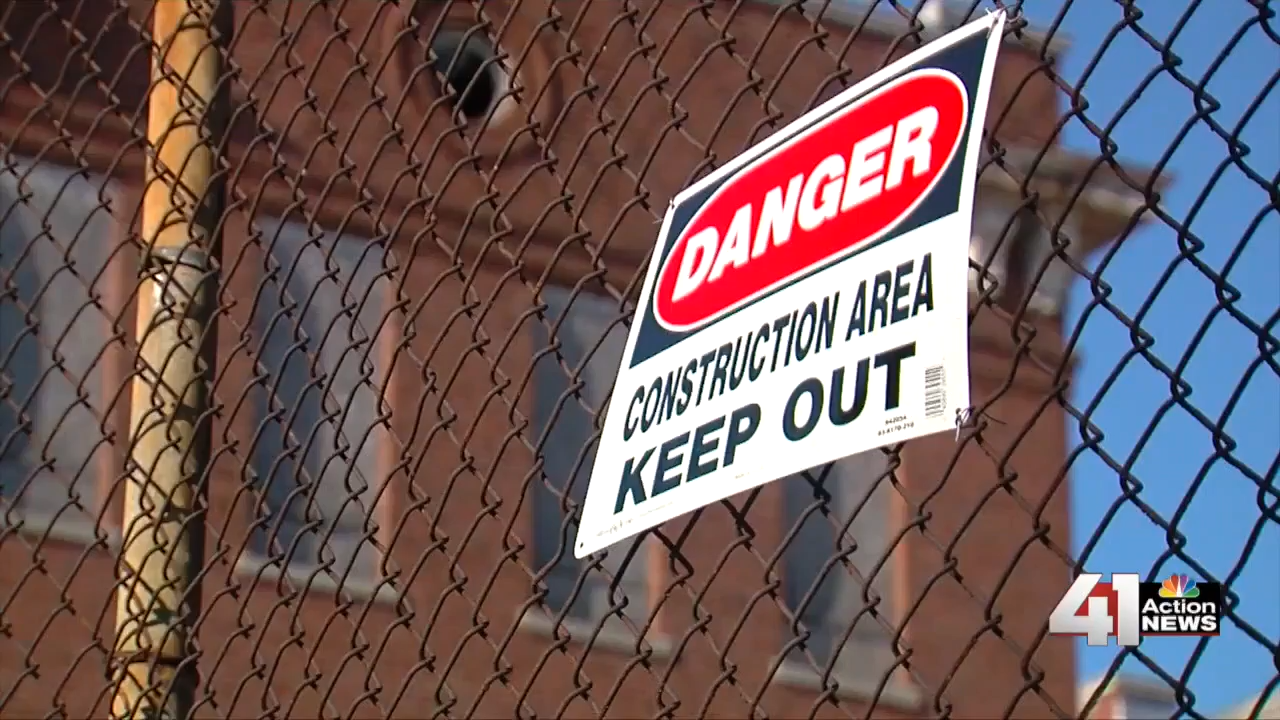 DANGER
CONSTRUCTION AREA
KEEP OUT
41 Action
NEWS